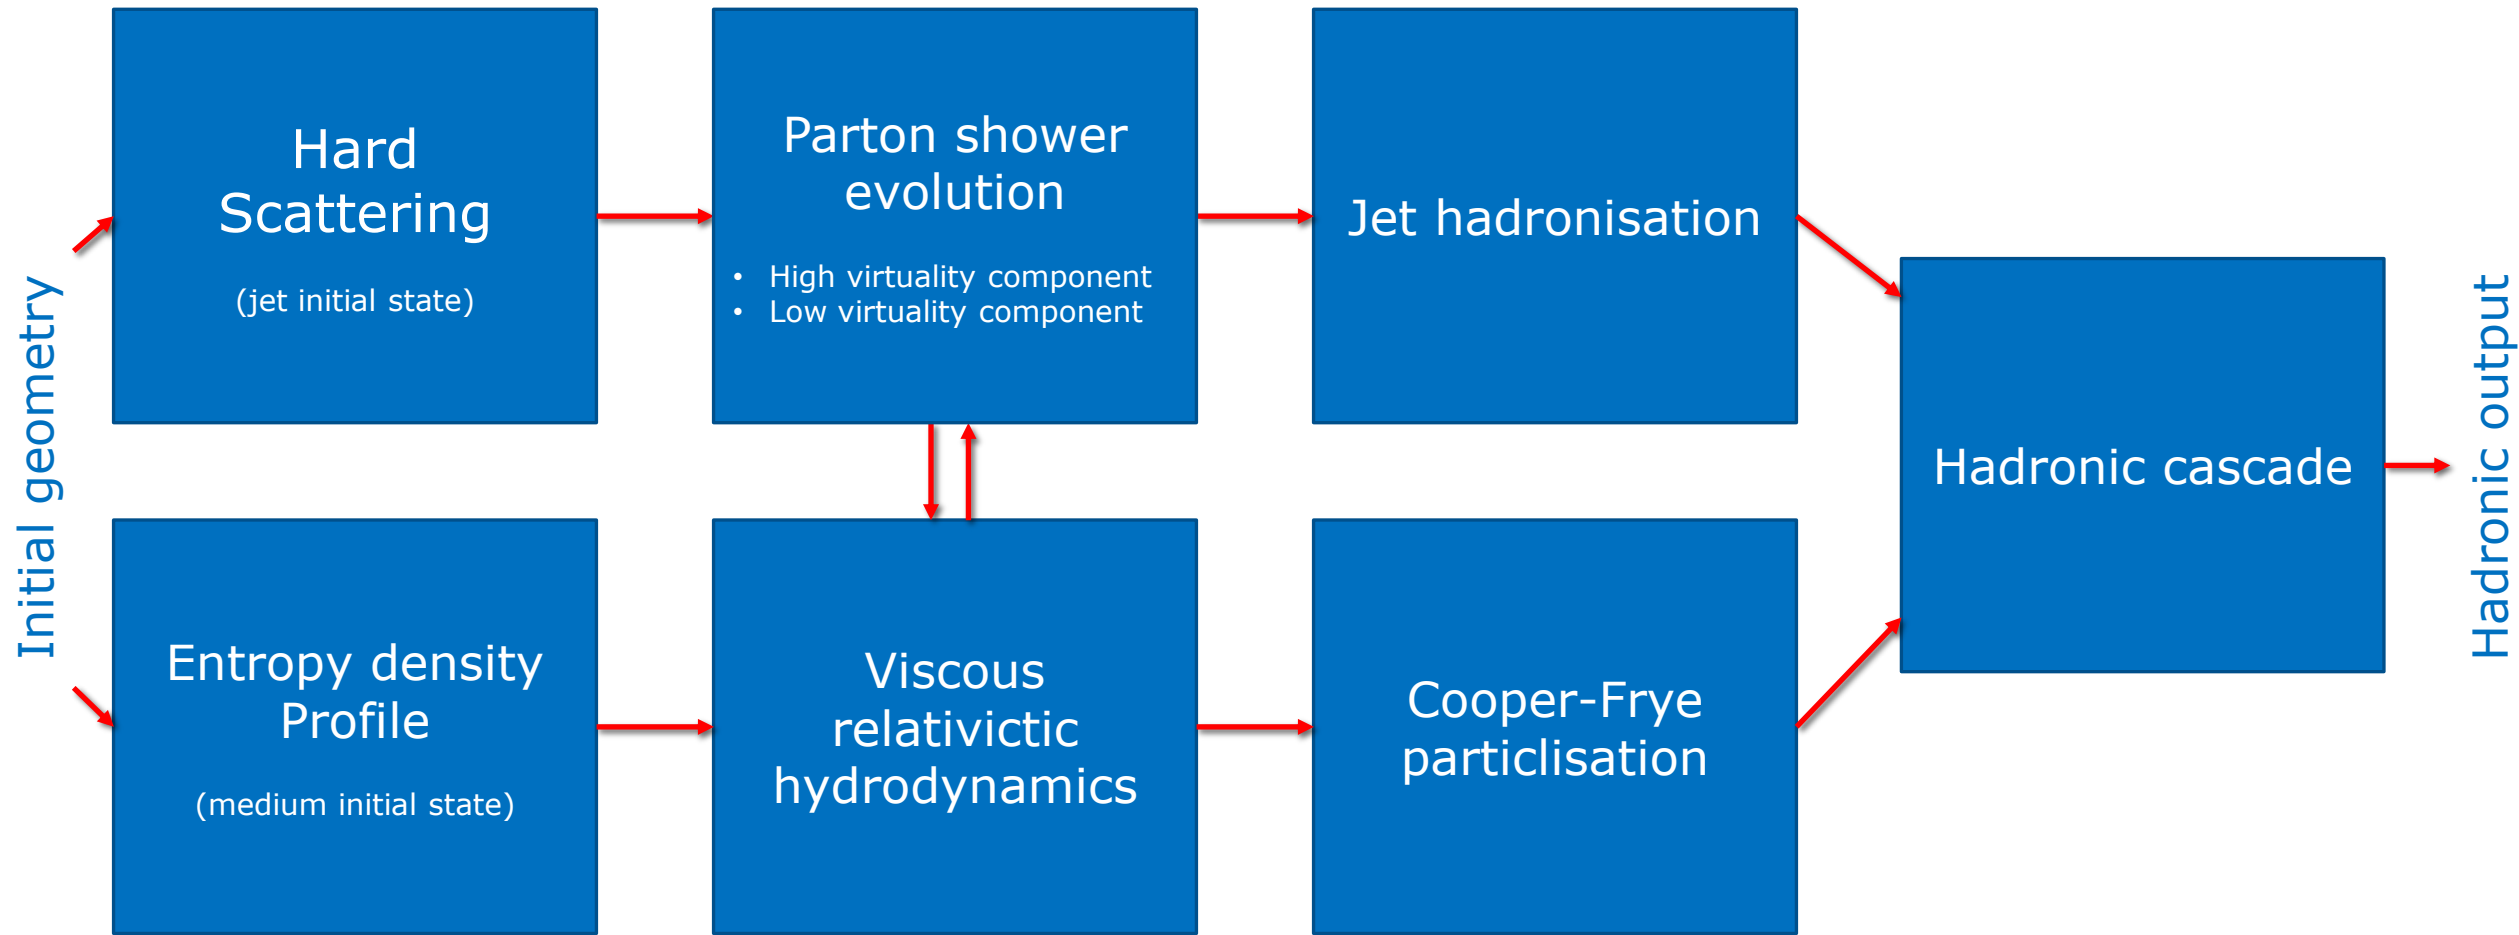 Initial geometry
Hard
Scattering
(jet initial state)
Parton shower
evolution
• High virtuality component
• Low virtuality component
Jet hadronisation
Entropy density
Profile
(medium initial state)
Viscous
relativictic
hydrodynamics
Cooper-Frye
particlisation
Hadronic cascade
Hadronic output